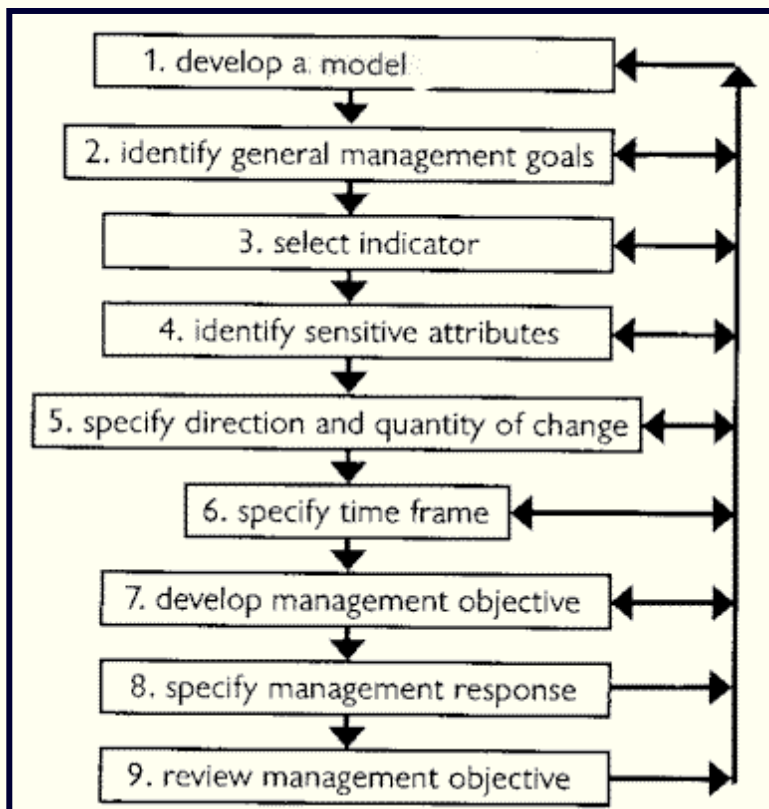 1. develop a model
2. identify general management goals
3. select indicator
4. identify sensitive attributes
5. specify direction and quantity of change
6. specify time frame
7. develop management objective
8. specify management response
9. review management objective